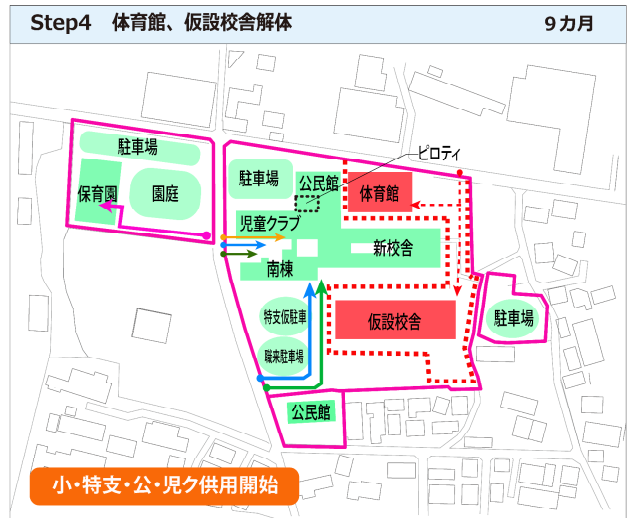 Step4 体育館、仮設校舎解体 9カ月
ピロティ
駐車場
公民館
駐車場
体育館
保育園
園庭
児童クラブ
新校舎
南棟
特支仮駐車
仮設校舎
駐車場
職来駐車場
公民館
小・特支・公・児ク供用開始